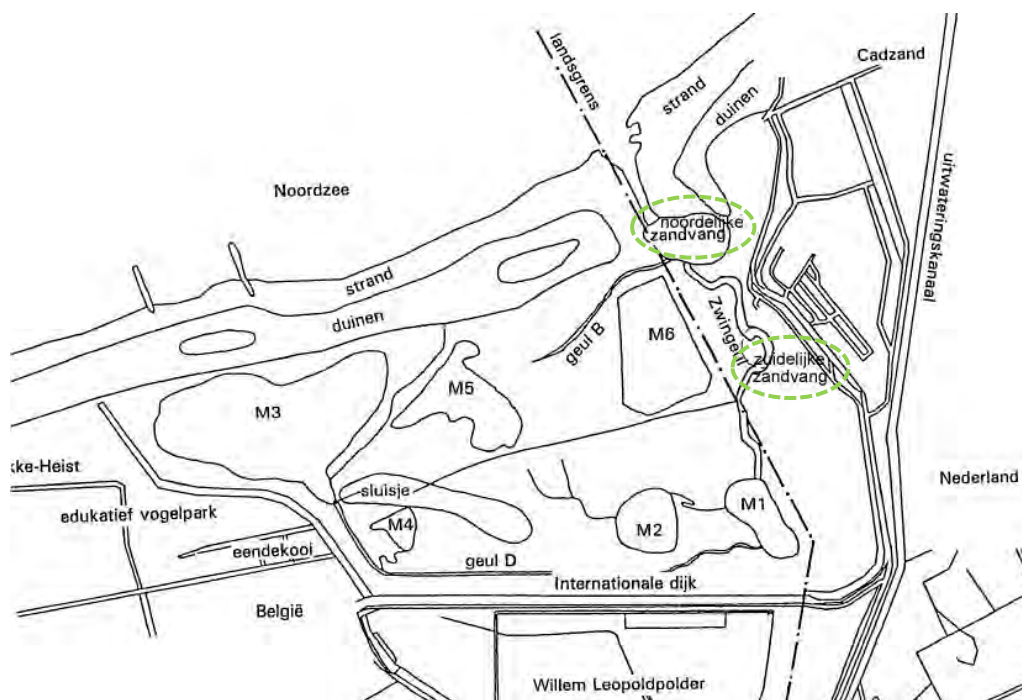 landsgrens
Cadzand
strand
duinen
uitwateringskanaal
Noordzee
noordelijke
zandvang
strand
duinen
geul B
M6
Zwingeul
zuidelijke
zandvang
M3
M5
kke-Heist
sluisje
Nederland
edukatief vogelpark
M4
M2
M1
eendekooi
geul D
Internationale dijk
België
Willem Leopoldpolder